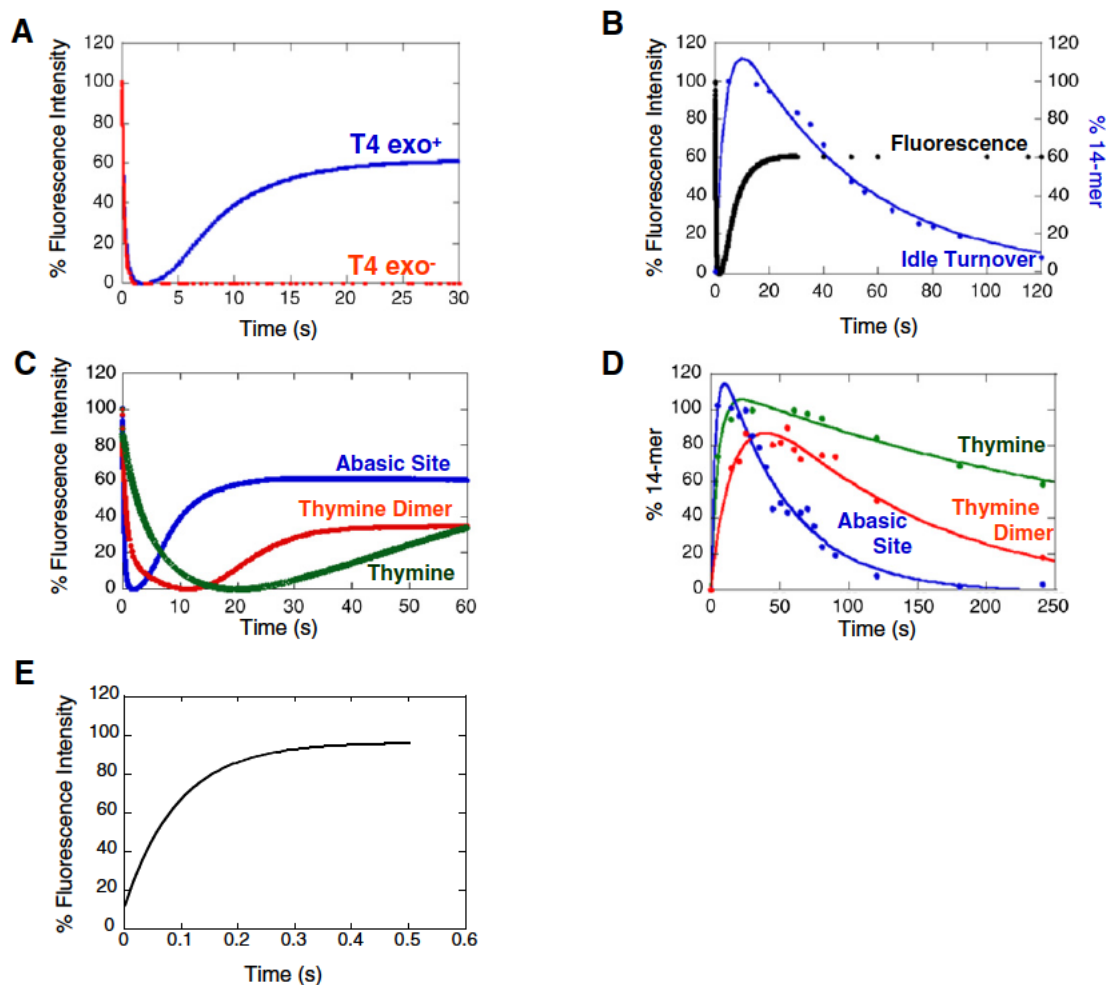 A
% Fluorescence Intensity
120
100
80
60
40
20
0
T4 exo+
T4 exo-
0 5 10 15 20 25 30
Time (s)
B
% Fluorescence Intensity
120
100
80
60
40
20
0
Fluorescence
Idle Turnover
120
100
80
60
40
20
0
% 14-mer
0 20 40 60 80 100 120
Time (s)
C
% Fluorescence Intensity
120
100
80
60
40
20
0
Abasic Site
Thymine Dimer
Thymine
0 10 20 30 40 50 60
Time (s)
D
% 14-mer
120
100
80
60
40
20
0
Thymine
Thymine
Dimer
Abasic
Site
0 50 100 150 200 250
Time (s)
E
% Fluorescence Intensity
120
100
80
60
40
20
0
0 0.1 0.2 0.3 0.4 0.5 0.6
Time (s)